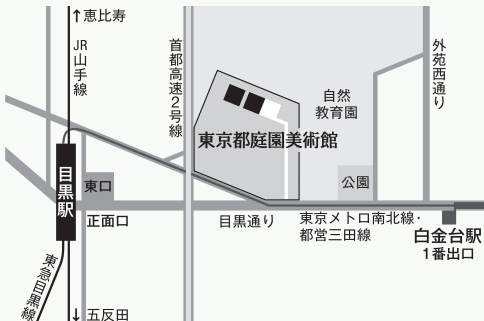 ↑恵比寿
JR山手線
首都高速2号線
外苑西通り
自然
教育園
東京都庭園美術館
目黒駅
東口
公園
正面口
目黒通り
東京メトロ南北線・
都営三田線
白金台駅
1番出口
東急目黒線
↓五反田